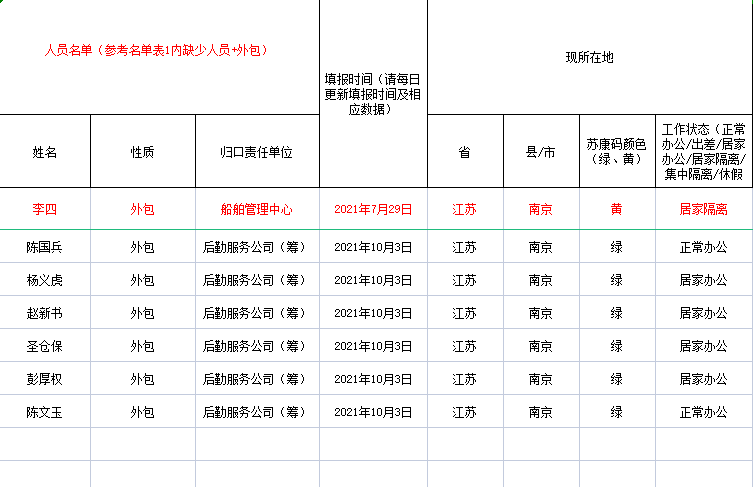 人员名单（参考名单表1内缺少人员+外包）
填报时间（请每日
更新填报时间及相
应数据）
现所在地
姓名 性质 归口责任单位 省 县/市
苏康码颜色
（绿、黄）
工作状态（正常
办公/出差/居家
办公/居家隔离/
集中隔离/休假
李四 外包 船舶管理中心 2021年7月29日 江苏 南京 黄 居家隔离
陈国兵 外包 后勤服务公司（筹） 2021年10月3日 江苏 南京 绿 正常办公
杨义虎 外包 后勤服务公司（筹） 2021年10月3日 江苏 南京 绿 居家办公
赵新书 外包 后勤服务公司（筹） 2021年10月3日 江苏 南京 绿 居家办公
圣仓保 外包 后勤服务公司（筹） 2021年10月3日 江苏 南京 绿 居家办公
彭厚权 外包 后勤服务公司（筹） 2021年10月3日 江苏 南京 绿 居家办公
陈文玉 外包 后勤服务公司（筹） 2021年10月3日 江苏 南京 绿 正常办公